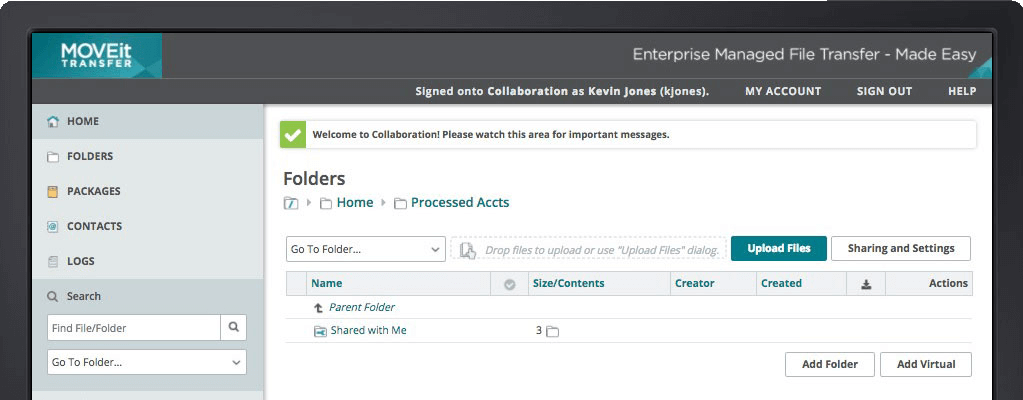 MOVEit
TRANSFER
Enterprise Managed File Transfer - Made Easy
Signed onto Collaboration as Kevin Jones (kjones).
MY ACCOUNT
SIGN OUT
HELP
HOME
FOLDERS
PACKAGES
CONTACTS
LOGS
Search
Find File/Folder
Go To Folder...
Welcome to Collaboration! Please watch this area for important messages.
Folders
Home
Processed Accts
Go To Folder...
Drop files to upload or use "Upload Files" dialog.
Upload Files
Sharing and Settings
Name
Size/Contents
Creator
Created
Actions
Parent Folder
Shared with Me
3
Add Folder
Add Virtual